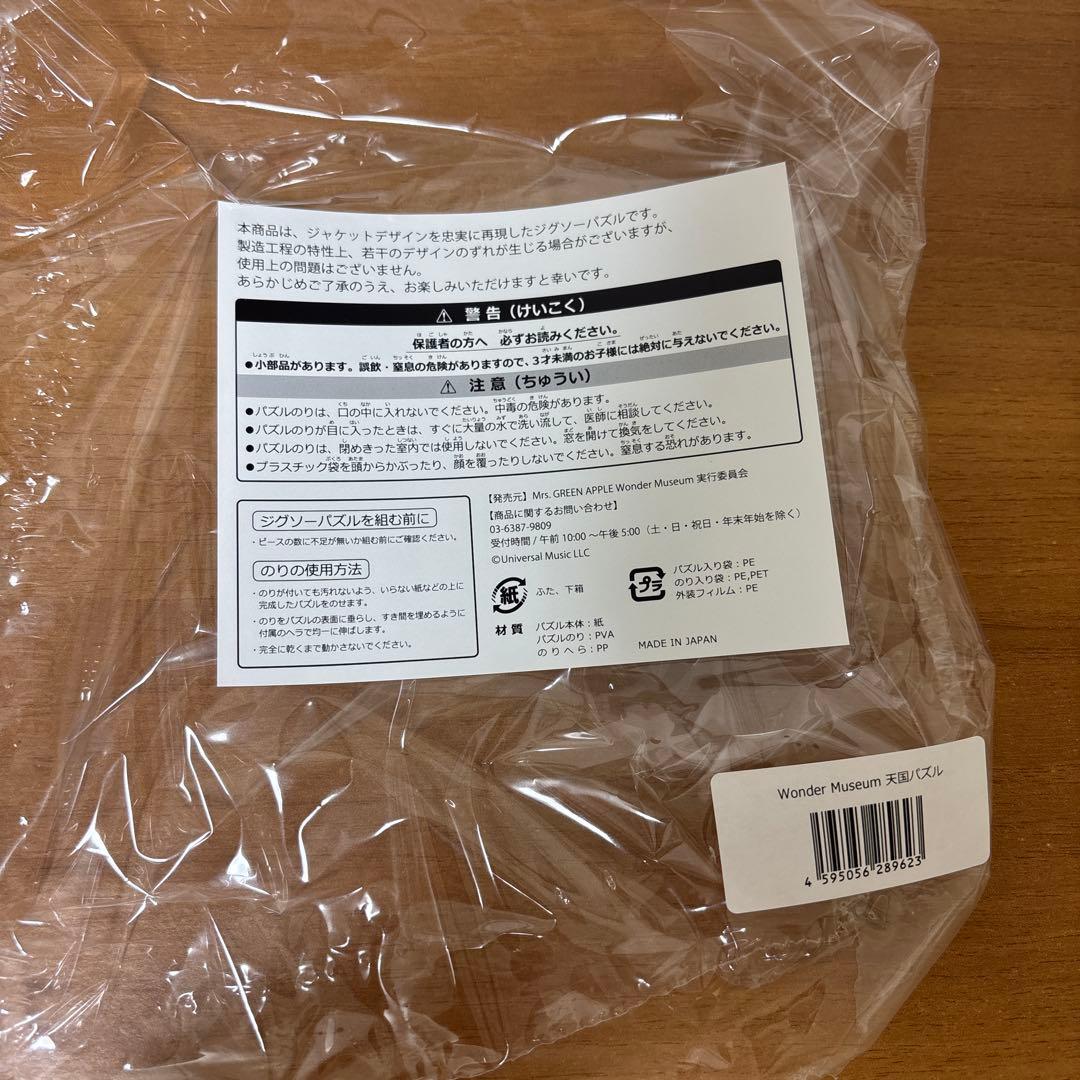 本商品は、ジャケットデザインを忠実に再現したジグソーパズルです。
製造工程の特性上、若干のデザインのずれが生じる場合がございますが、
使用上の問題はございません。
あらかじめご了承のうえ、お楽しみいただけますと幸いです。
警告(けいこく)
保護者の方へ 必ずお読みください。
●小部品があります。誤飲・窒息の危険がありますので、3才未満のお子様には絶対に与えないでください。
注意(ちゅうい)
●パズルのりは、口の中に入れないでください。中毒の危険があります。
●パズルのりが目に入ったときは、すぐに大量の水で洗い流して、医師に相談してください。
●パズルのりは、閉めきった室内では使用しないでください。窓を開けて換気をしてください。
●プラスチック袋を頭からかぶったり、顔を覆ったりしないでください。窒息する恐れがあります。
ジグソーパズルを組む前に
・ピースの数に不足が無いか組む前にご確認ください。
のりの使用方法
・のりが付いても汚れないよう、いらない紙などの上に
完成したパズルをのせます。
・のりをパズルの表面に垂らし、すき間を埋めるように
付属のヘラで均一に伸ばします。
・完全に乾くまで動かさないでください。
【発売元】Mrs. GREEN APPLE Wonder Museum 実行委員会
【商品に関するお問い合わせ】
03-6387-9809
受付時間/午前10:00~午後5:00(土・日・祝日・年末年始を除く)
©Universal Music LLC
紙 ふた、下箱
プラ
パズル入り袋:PE
のり入り袋:PE,PET
外装フィルム:PE
材質
パズル本体:紙
パズルのり:PVA
のりへら:PP
MADE IN JAPAN
Wonder Museum 天国パズル
4 595056 289623